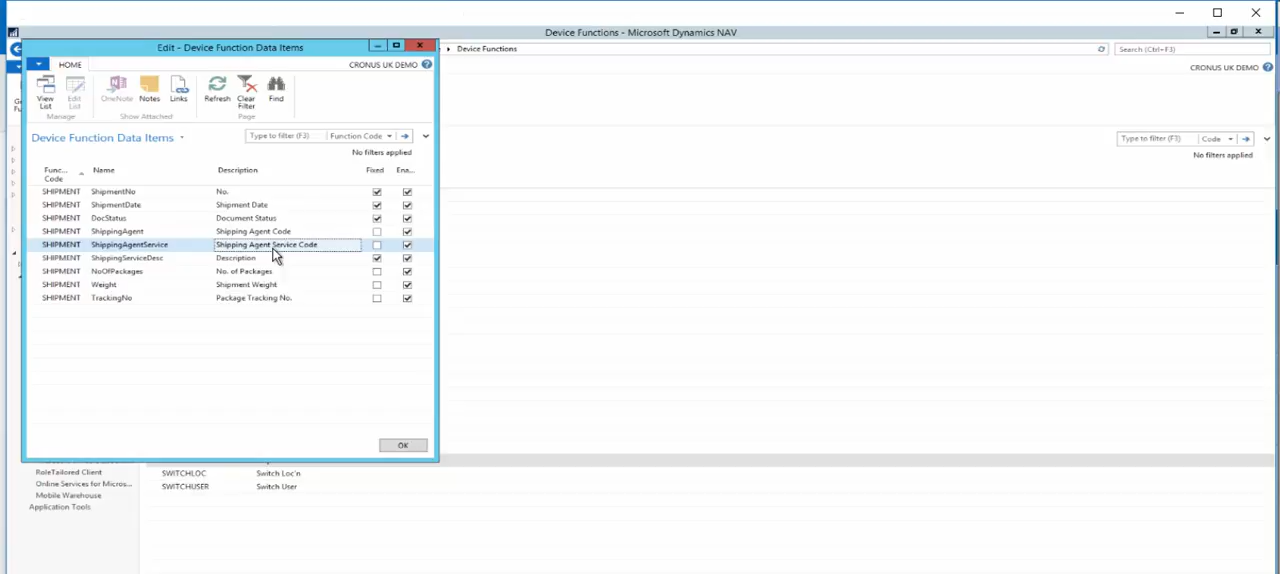 Device Functions - Microsoft Dynamics NAV
Edit - Device Function Data Items
Device Functions
Search (Ctrl+F3)
HOME
CRONUS UK DEMO
CRONUS UK DEMO
View List
Edit List
OneNote
Notes
Links
Refresh
Clear Filter
Find
Manage
Show Attached
Page
Device Function Data Items
Type to filter (F3)
Function Code
Type to filter (F3)
Code
No filters applied
No filters applied
Func... Code
Name
Description
Fixed
Ena...
SHIPMENT ShipmentNo No.
SHIPMENT ShipmentDate Shipment Date
SHIPMENT DocStatus Document Status
SHIPMENT ShippingAgent Shipping Agent Code
SHIPMENT ShippingAgentService Shipping Agent Service Code
SHIPMENT ShippingServiceDesc Description
SHIPMENT NoOfPackages No. of Packages
SHIPMENT Weight Shipment Weight
SHIPMENT TrackingNo Package Tracking No.
OK
RoleTailored Client
SWITCHLOC Switch Loc'n
Online Services for Micros...
SWITCHUSER Switch User
Mobile Warehouse
Application Tools